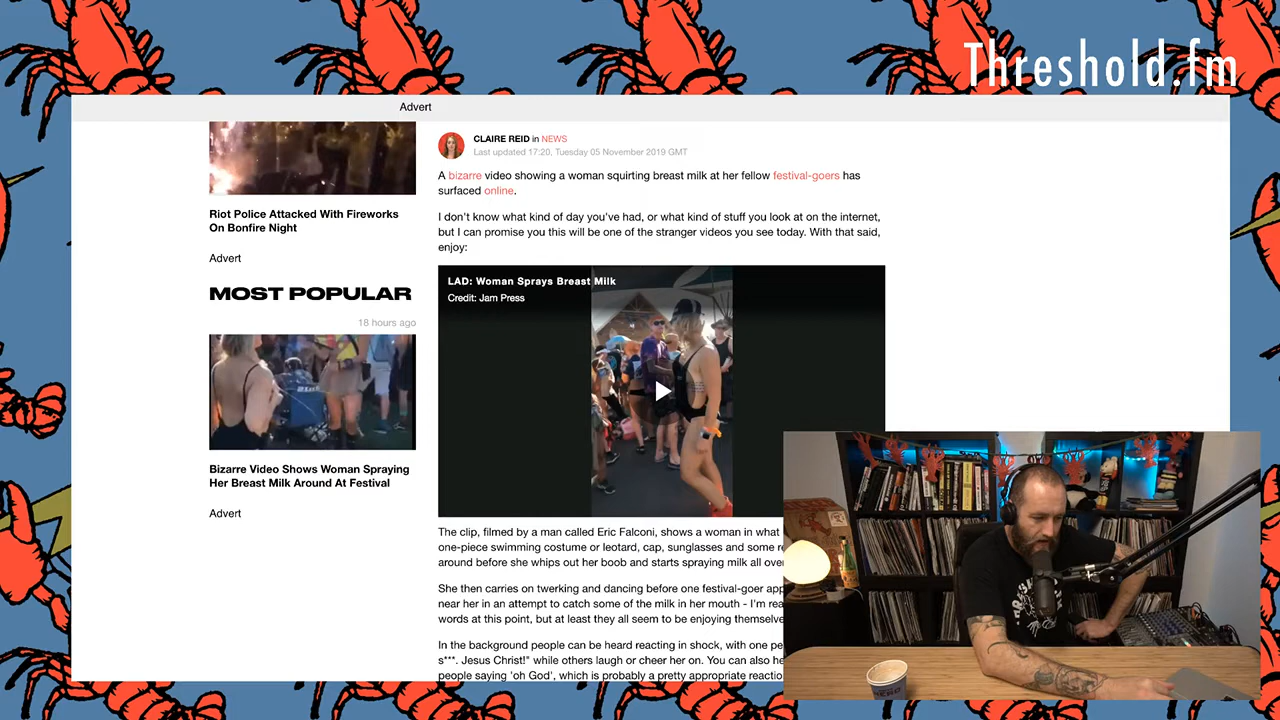 Threshold.fm
Advert
Riot Police Attacked With Fireworks
On Bonfire Night
Advert
MOST POPULAR
18 hours ago
Bizarre Video Shows Woman Spraying
Her Breast Milk Around At Festival
Advert
CLAIRE REID in NEWS
Last updated 17:20, Tuesday 05 November 2019 GMT
A bizarre video showing a woman squirting breast milk at her fellow festival-goers has
surfaced online.
I don't know what kind of day you've had, or what kind of stuff you look at on the internet,
but I can promise you this will be one of the stranger videos you see today. With that said,
enjoy:
LAD: Woman Sprays Breast Milk
Credit: Jam Press
The clip, filmed by a man called Eric Falconi, shows a woman in what
one-piece swimming costume or leotard, cap, sunglasses and some
around before she whips out her boob and starts spraying milk all
She then carries on twerking and dancing before one festival-goer
near her in an attempt to catch some of the milk in her mouth - I'm
words at this point, but at least they all seem to be enjoying
In the background people can be heard reacting in shock, with one
s***. Jesus Christ!" while others laugh or cheer her on. You can also
people saying 'oh God', which is probably a pretty appropriate